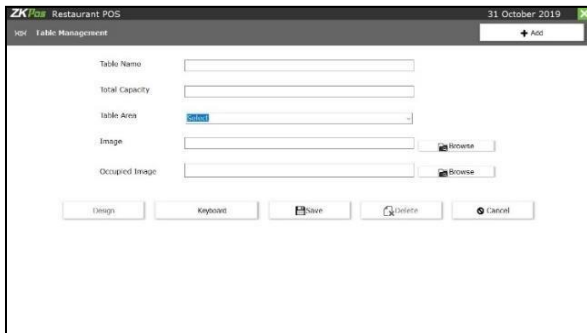 ZKPos Restaurant POS 31 October 2019
Table Management Add
Table Name
Total Capacity
Table Area Select
Image Browse
Occupied Image Browse
Design Keyboard Save Delete Cancel